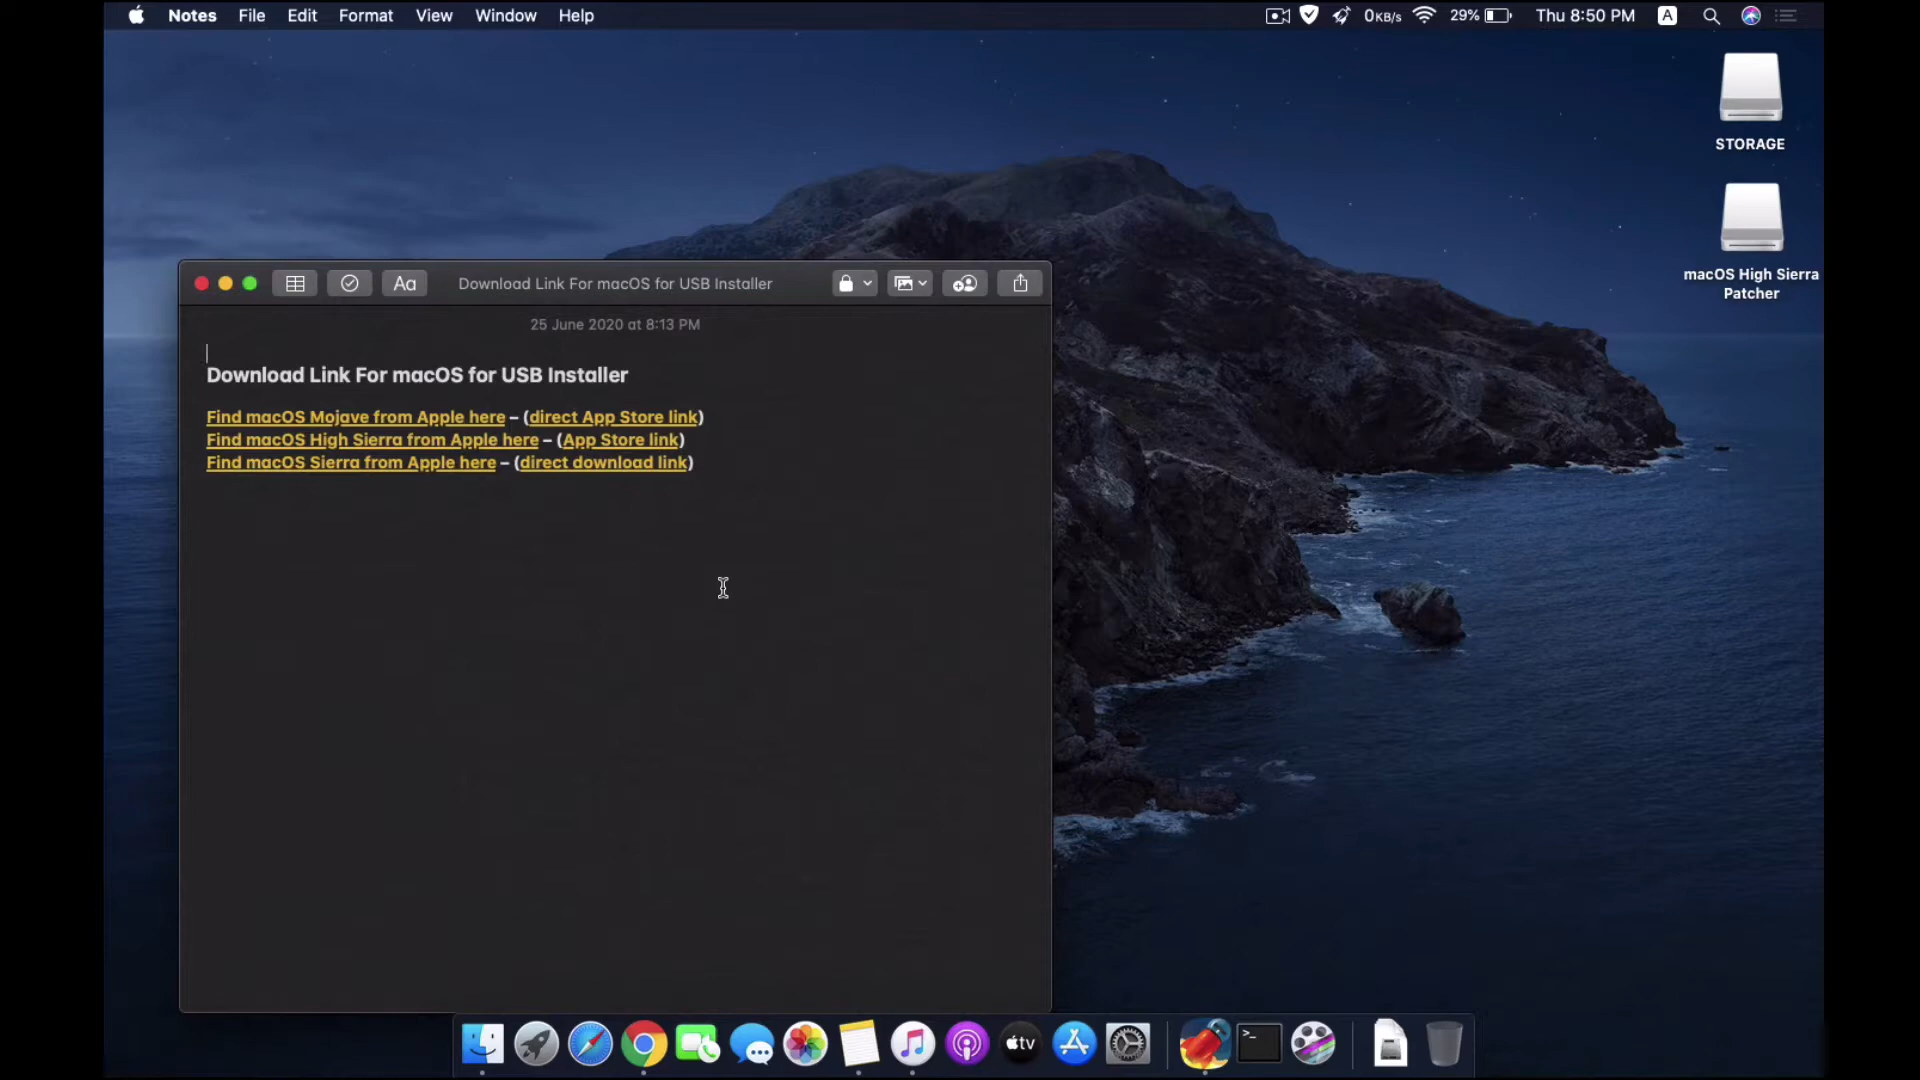 Notes File Edit Format View Window Help 0KB/s 29% Thu 8:50 PM A
STORAGE
macOS High Sierra
Patcher
Aa Download Link For macOS for USB Installer
25 June 2020 at 8:13 PM
Download Link For macOS for USB Installer
Find macOS Mojave from Apple here – (direct App Store link)
Find macOS High Sierra from Apple here – (App Store link)
Find macOS Sierra from Apple here – (direct download link)
tv
>_